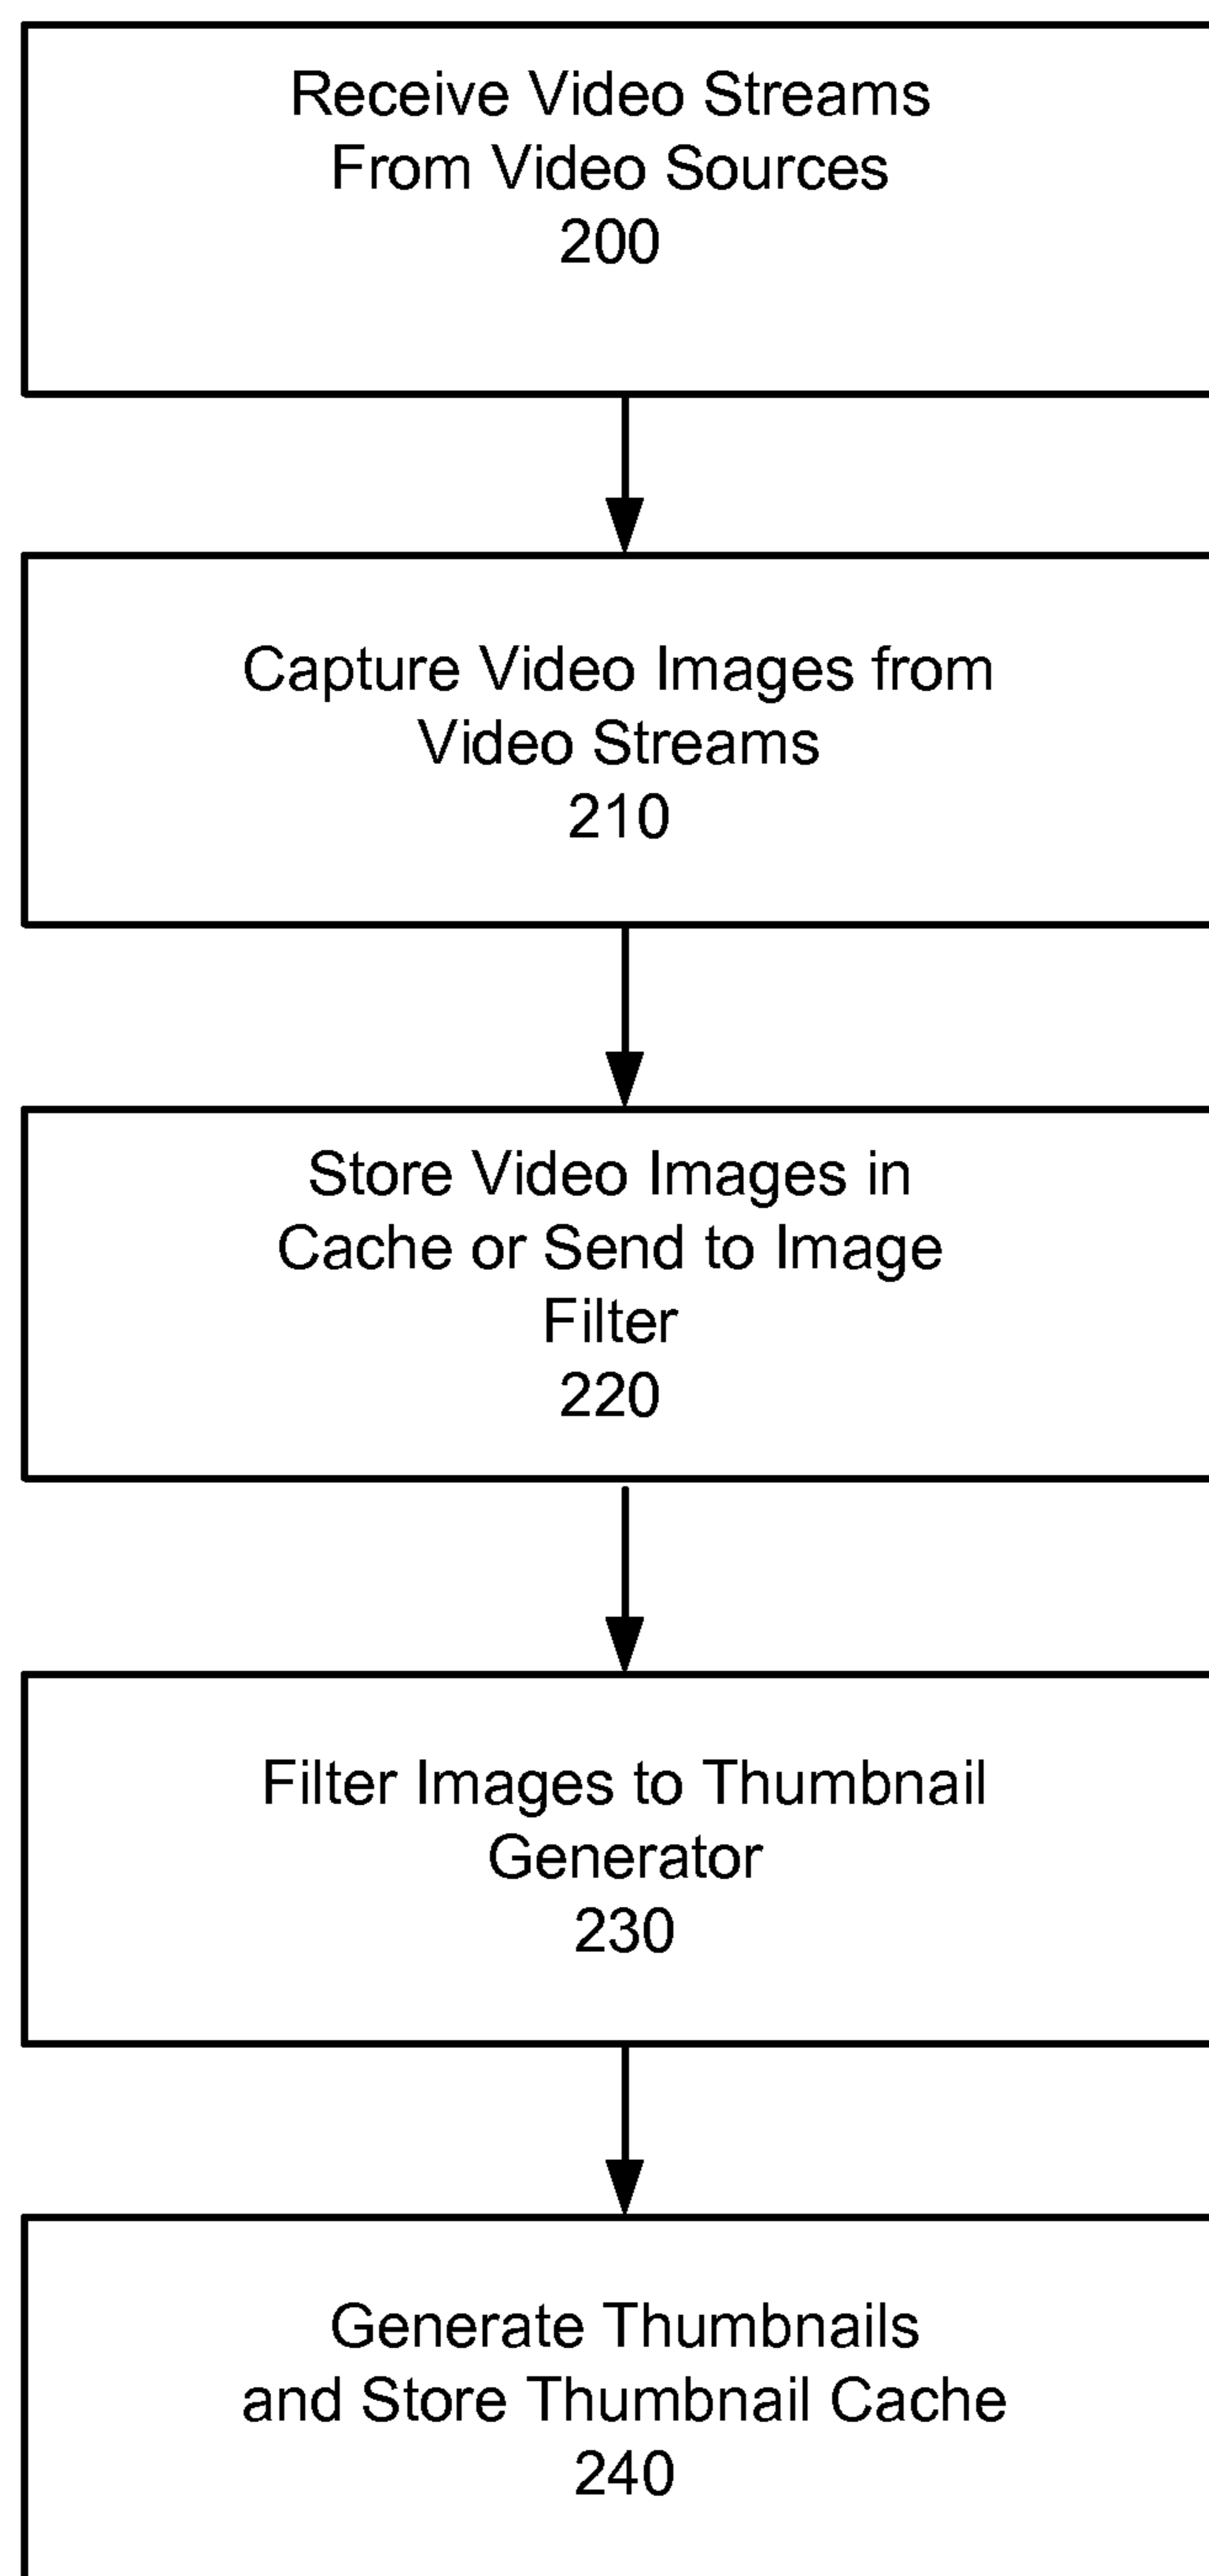 Receive Video Streams
From Video Sources
200
Capture Video Images from
Video Streams
210
Store Video Images in
Cache or Send to Image
Filter
220
Filter Images to Thumbnail
Generator
230
Generate Thumbnails
and Store Thumbnail Cache
240